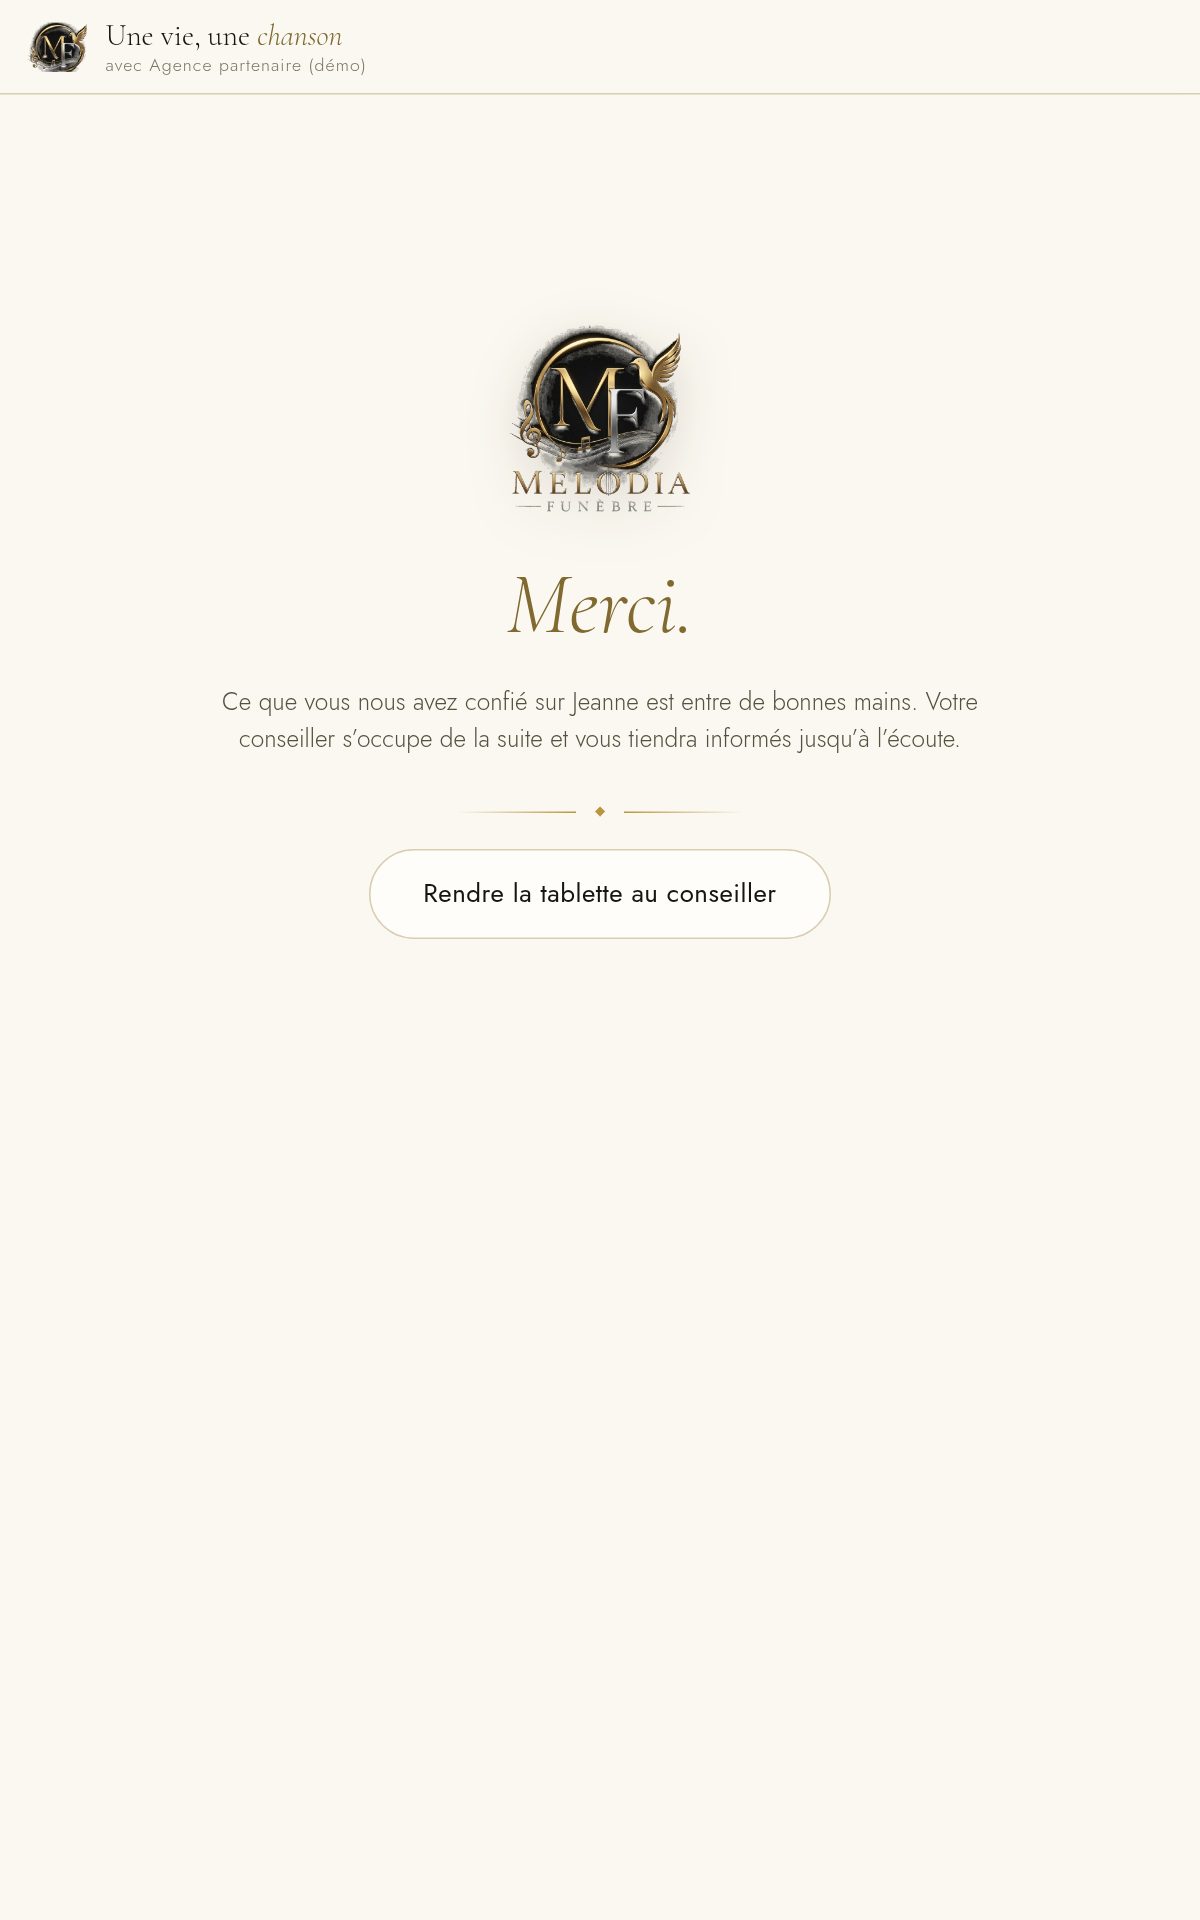 MF
Une vie, une chanson
avec Agence partenaire (démo)
MF
MELODIA
FUNÈBRE
Merci.
Ce que vous nous avez confié sur Jeanne est entre de bonnes mains. Votre
conseiller s’occupe de la suite et vous tiendra informés jusqu’à l’écoute.
Rendre la tablette au conseiller